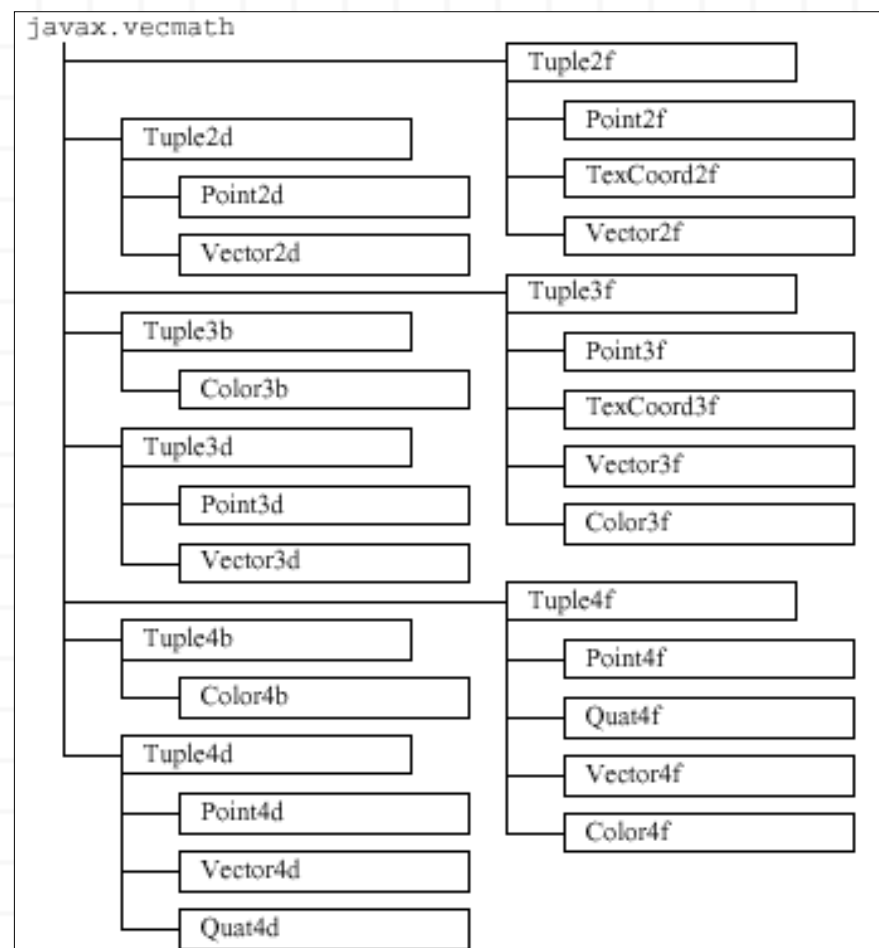 javax.vecmath
Tuple2f
Point2f
TexCoord2f
Vector2f
Tuple2d
Point2d
Vector2d
Tuple3f
Point3f
TexCoord3f
Vector3f
Color3f
Tuple3b
Color3b
Tuple3d
Point3d
Vector3d
Tuple4f
Point4f
Quat4f
Vector4f
Color4f
Tuple4b
Color4b
Tuple4d
Point4d
Vector4d
Quat4d